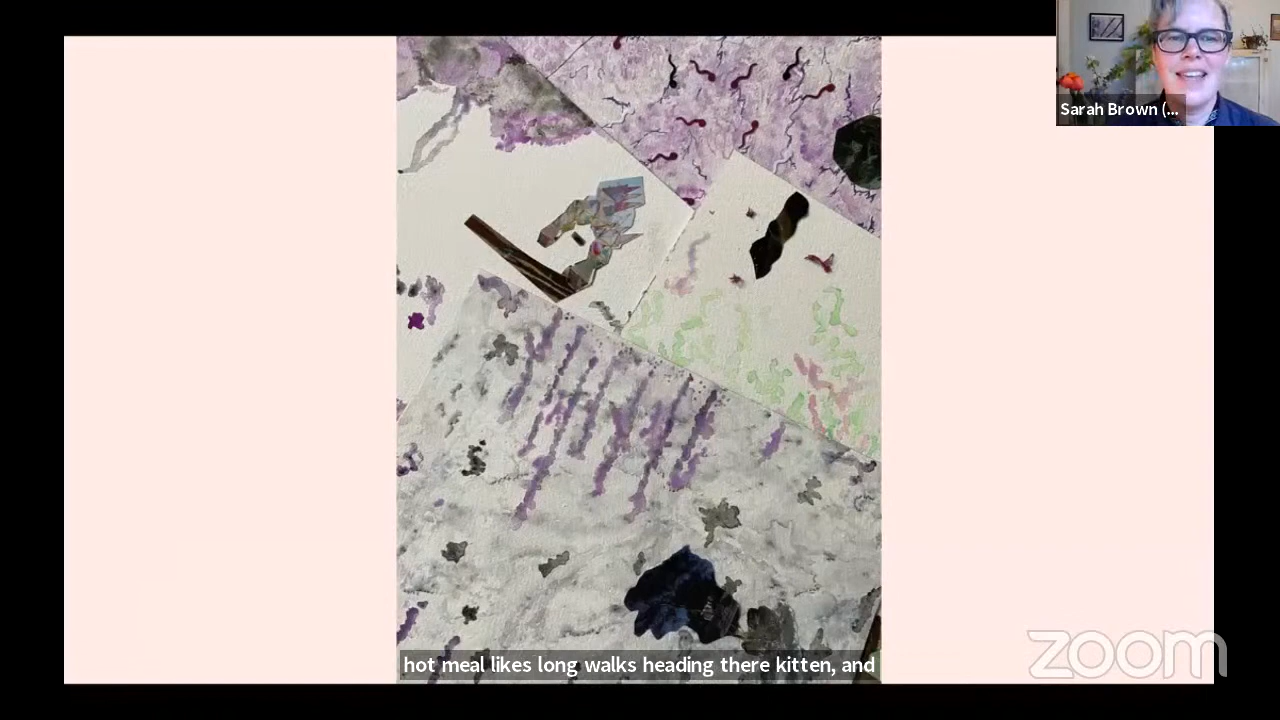 Sarah Brown (...
hot meal likes long walks heading there kitten, and
zoom